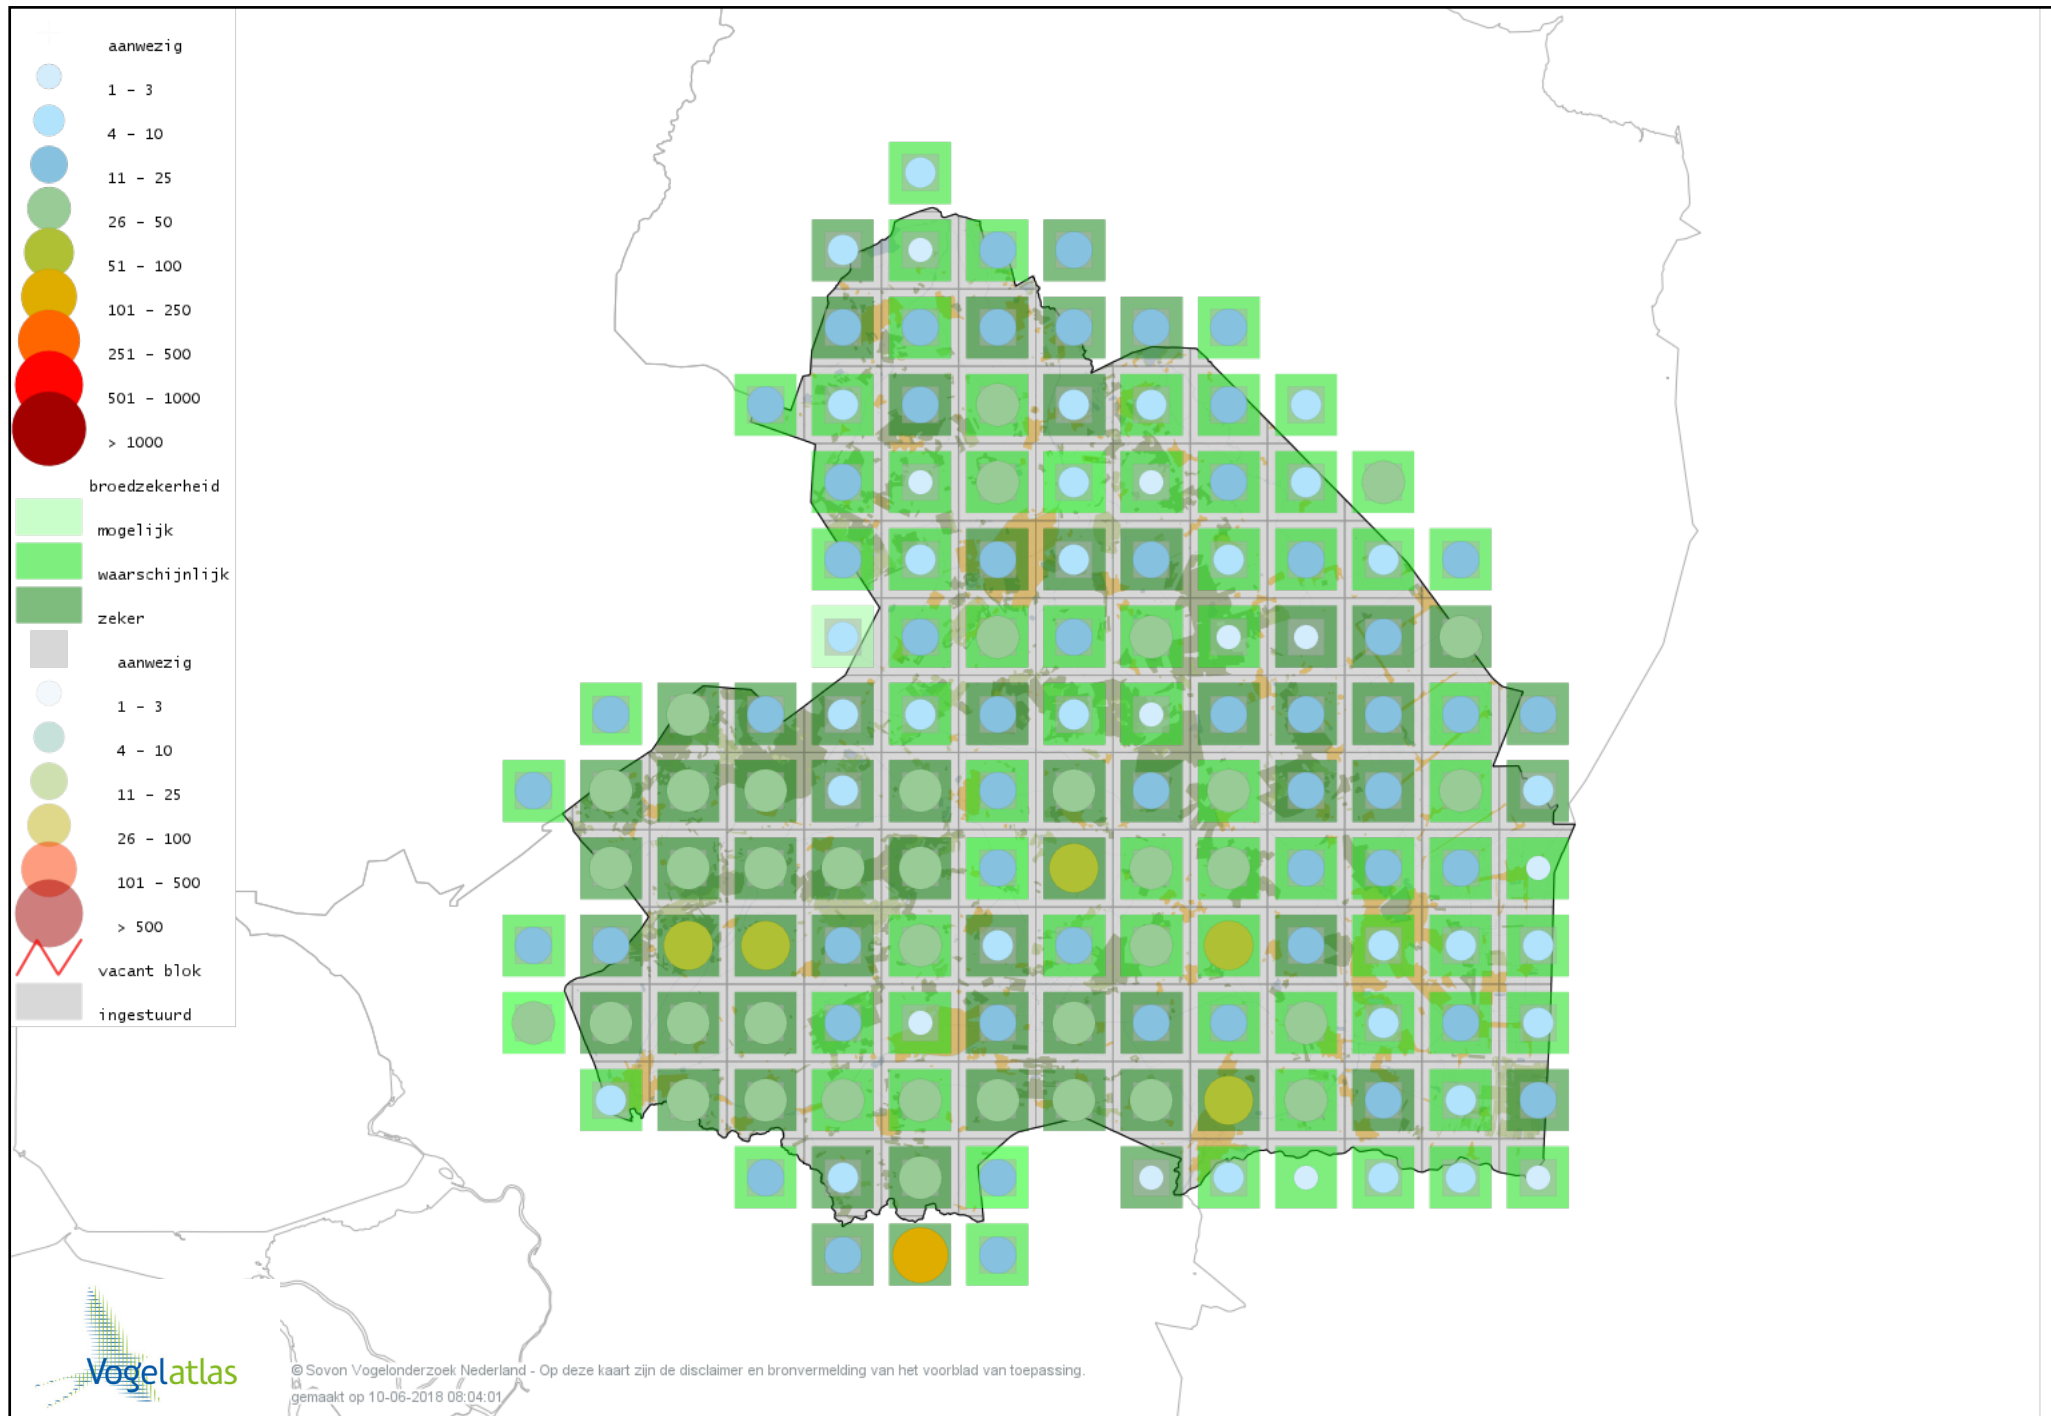 aanwezig
1 - 3
4 - 10
11 - 25
26 - 50
51 - 100
101 - 250
251 - 500
501 - 1000
> 1000
broedzekerheid
mogelijk
waarschijnlijk
zeker
aanwezig
1 - 3
4 - 10
11 - 25
26 - 100
101 - 500
> 500
vacant blok
ingestuurd
Vogelatlas
© Sovon Vogelonderzoek Nederland - Op deze kaart zijn de disclaimer en bronvermelding van het voorblad van toepassing.
gemaakt op 10-06-2018 08:04:01